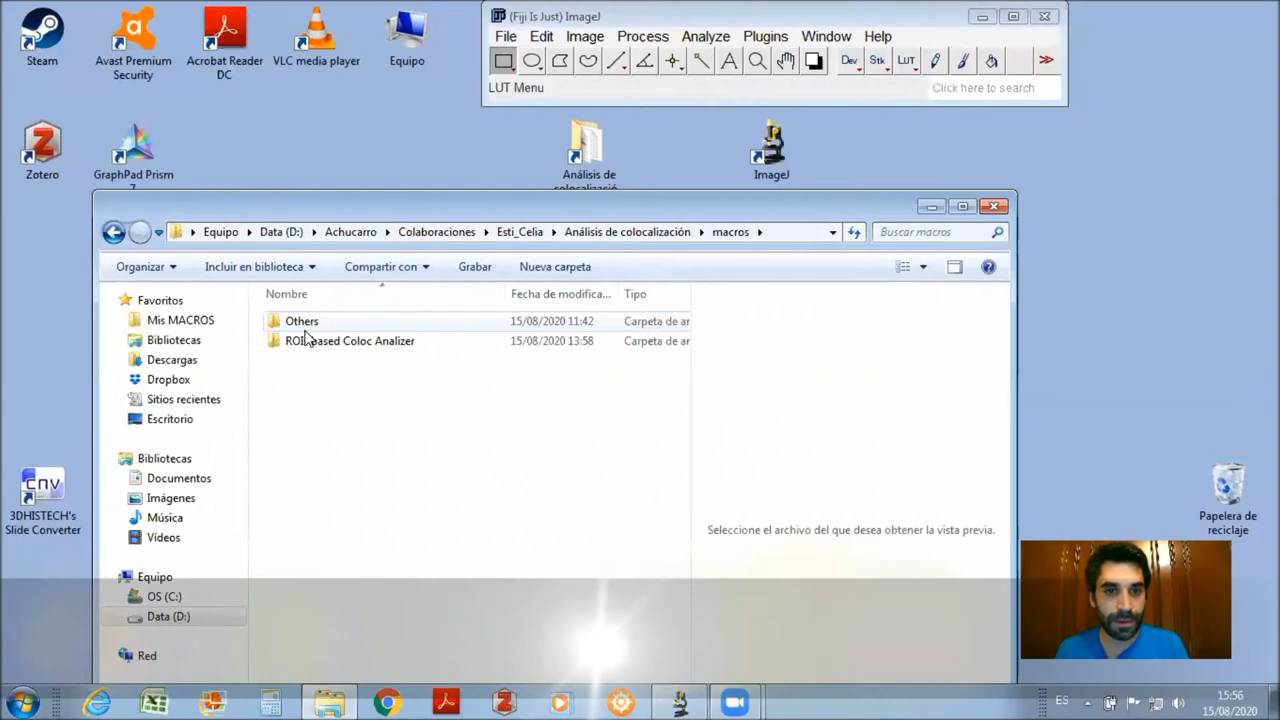 Steam
Avast Premium
Security
Acrobat Reader
DC
VLC media player
Equipo
(Fiji Is Just) ImageJ
File Edit Image Process Analyze Plugins Window Help
Dev Stk LUT
LUT Menu
Click here to search
Zotero
GraphPad Prism
7
Análisis de
colocalizació
ImageJ
Equipo Data (D:) Achucarro Colaboraciones Esti_Celia Análisis de colocalización macros
Buscar macros
Organizar Incluir en biblioteca Compartir con Grabar Nueva carpeta
Nombre Fecha de modifica... Tipo
Favoritos
Mis MACROS
Bibliotecas
Descargas
Dropbox
Sitios recientes
Escritorio
Bibliotecas
Documentos
Imágenes
Música
Vídeos
Equipo
OS (C:)
Data (D:)
Red
Others 15/08/2020 11:42 Carpeta de ar
ROI based Coloc Analizer 15/08/2020 13:58 Carpeta de ar
Seleccione el archivo del que desea obtener la vista previa.
CNV
3DHISTECH's
Slide Converter
Papelera de
reciclaje
ES
15:56
15/08/2020